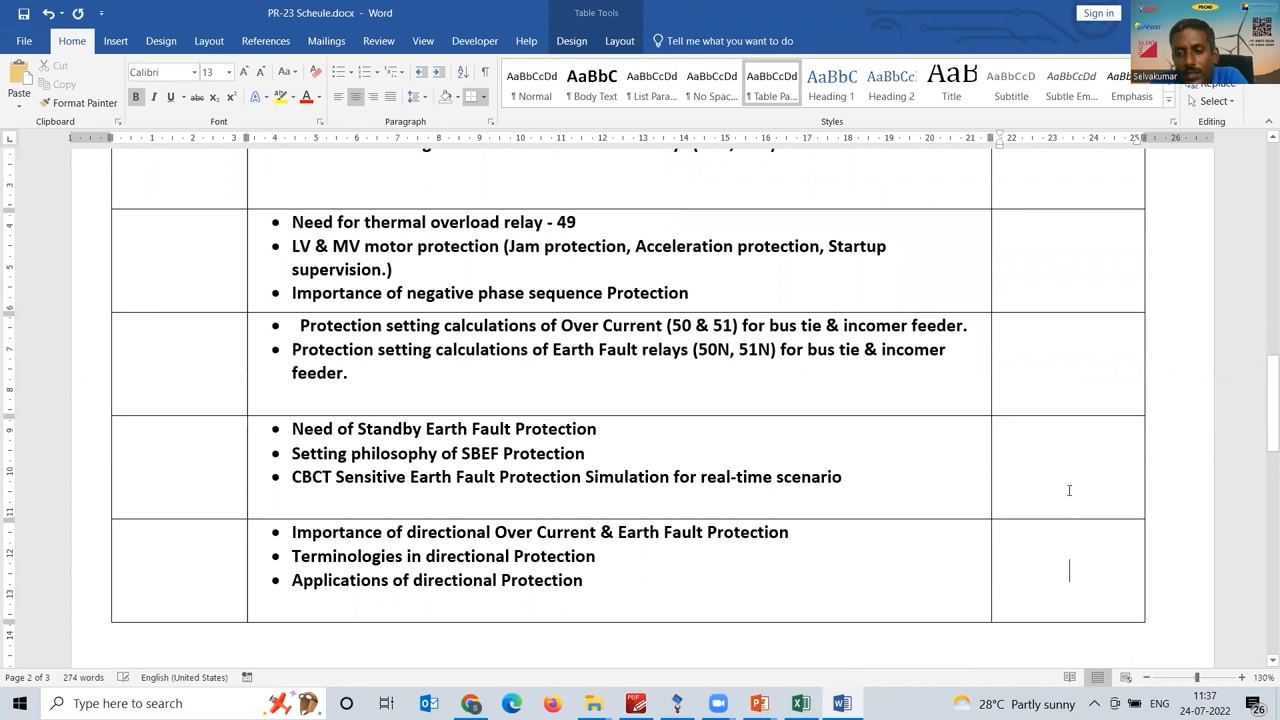 PR-23 Schedule.docx - Word
Table Tools
Sign in
File
Home
Insert
Design
Layout
References
Mailings
Review
View
Developer
Help
Design
Layout
Tell me what you want to do
Paste
Cut
Copy
Format Painter
Clipboard
Calibri
13
Font
Paragraph
AaBbCcDd
¶ Normal
AaBbC
¶ Body Text
AaBbCcDd
¶ List Para...
AaBbCcDd
¶ No Spac...
AaBbCcDd
¶ Table Pa...
AaBbC
Heading 1
AaBbCc
Heading 2
AaB
Title
AaBbCcD
Subtitle
AaBbCcDd
Subtle Em...
AaBbCcDd
Emphasis
Styles
Replace
Select
Editing
PSCAD
Selvakumar
• Need for thermal overload relay - 49
• LV & MV motor protection (Jam protection, Acceleration protection, Startup
supervision.)
• Importance of negative phase sequence Protection
• Protection setting calculations of Over Current (50 & 51) for bus tie & incomer feeder.
• Protection setting calculations of Earth Fault relays (50N, 51N) for bus tie & incomer
feeder.
• Need of Standby Earth Fault Protection
• Setting philosophy of SBEF Protection
• CBCT Sensitive Earth Fault Protection Simulation for real-time scenario
• Importance of directional Over Current & Earth Fault Protection
• Terminologies in directional Protection
• Applications of directional Protection
Page 2 of 3
274 words
English (United States)
130%
Type here to search
28°C Partly sunny
ENG
11:37
24-07-2022
26